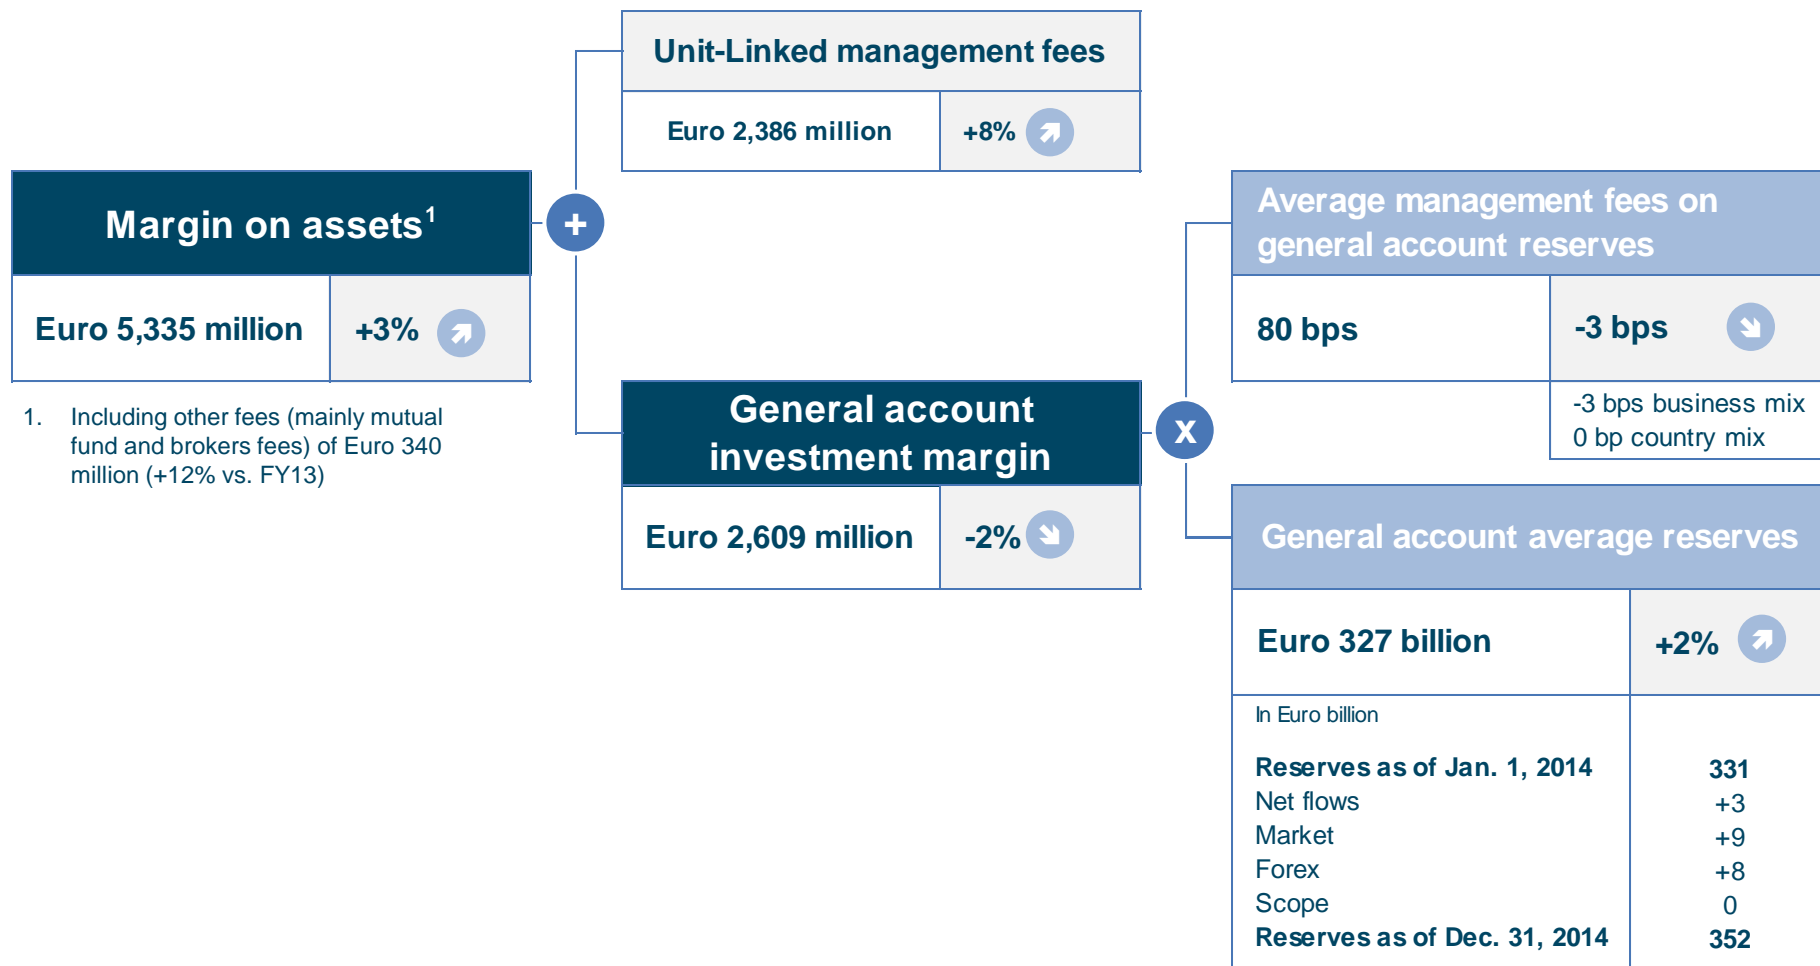 Unit-Linked management fees
Euro 2,386 million +8%
Margin on assets1
Euro 5,335 million +3%
1. Including other fees (mainly mutual
fund and brokers fees) of Euro 340
million (+12% vs. FY13)
+
General account
investment margin
Euro 2,609 million -2%
x
Average management fees on
general account reserves
80 bps -3 bps
-3 bps business mix
0 bp country mix
General account average reserves
Euro 327 billion +2%
In Euro billion
Reserves as of Jan. 1, 2014 331
Net flows +3
Market +9
Forex +8
Scope 0
Reserves as of Dec. 31, 2014 352